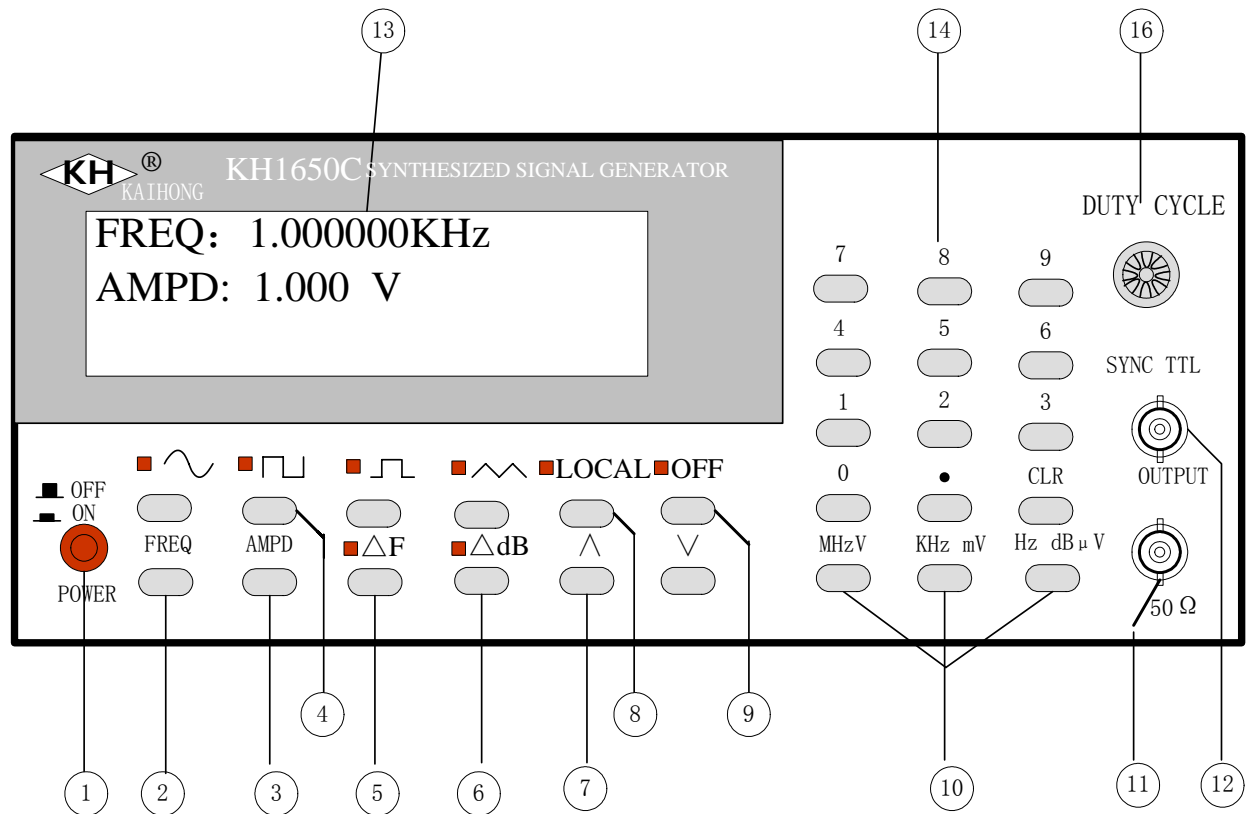 13 14 16
KH ®
KAIHONG
KH1650C SYNTHESIZED SIGNAL GENERATOR
FREQ: 1.000000KHz
AMPD: 1.000 V
DUTY CYCLE
7 8 9
4 5 6
SYNC TTL
1 2 3
LOCAL OFF
0 • CLR OUTPUT
OFF
ON
FREQ AMPD △F △dB ∧ ∨ MHzV KHz mV Hz dBμV
POWER
50 Ω
4 8 9
1 2 3 5 6 7 10 11 12